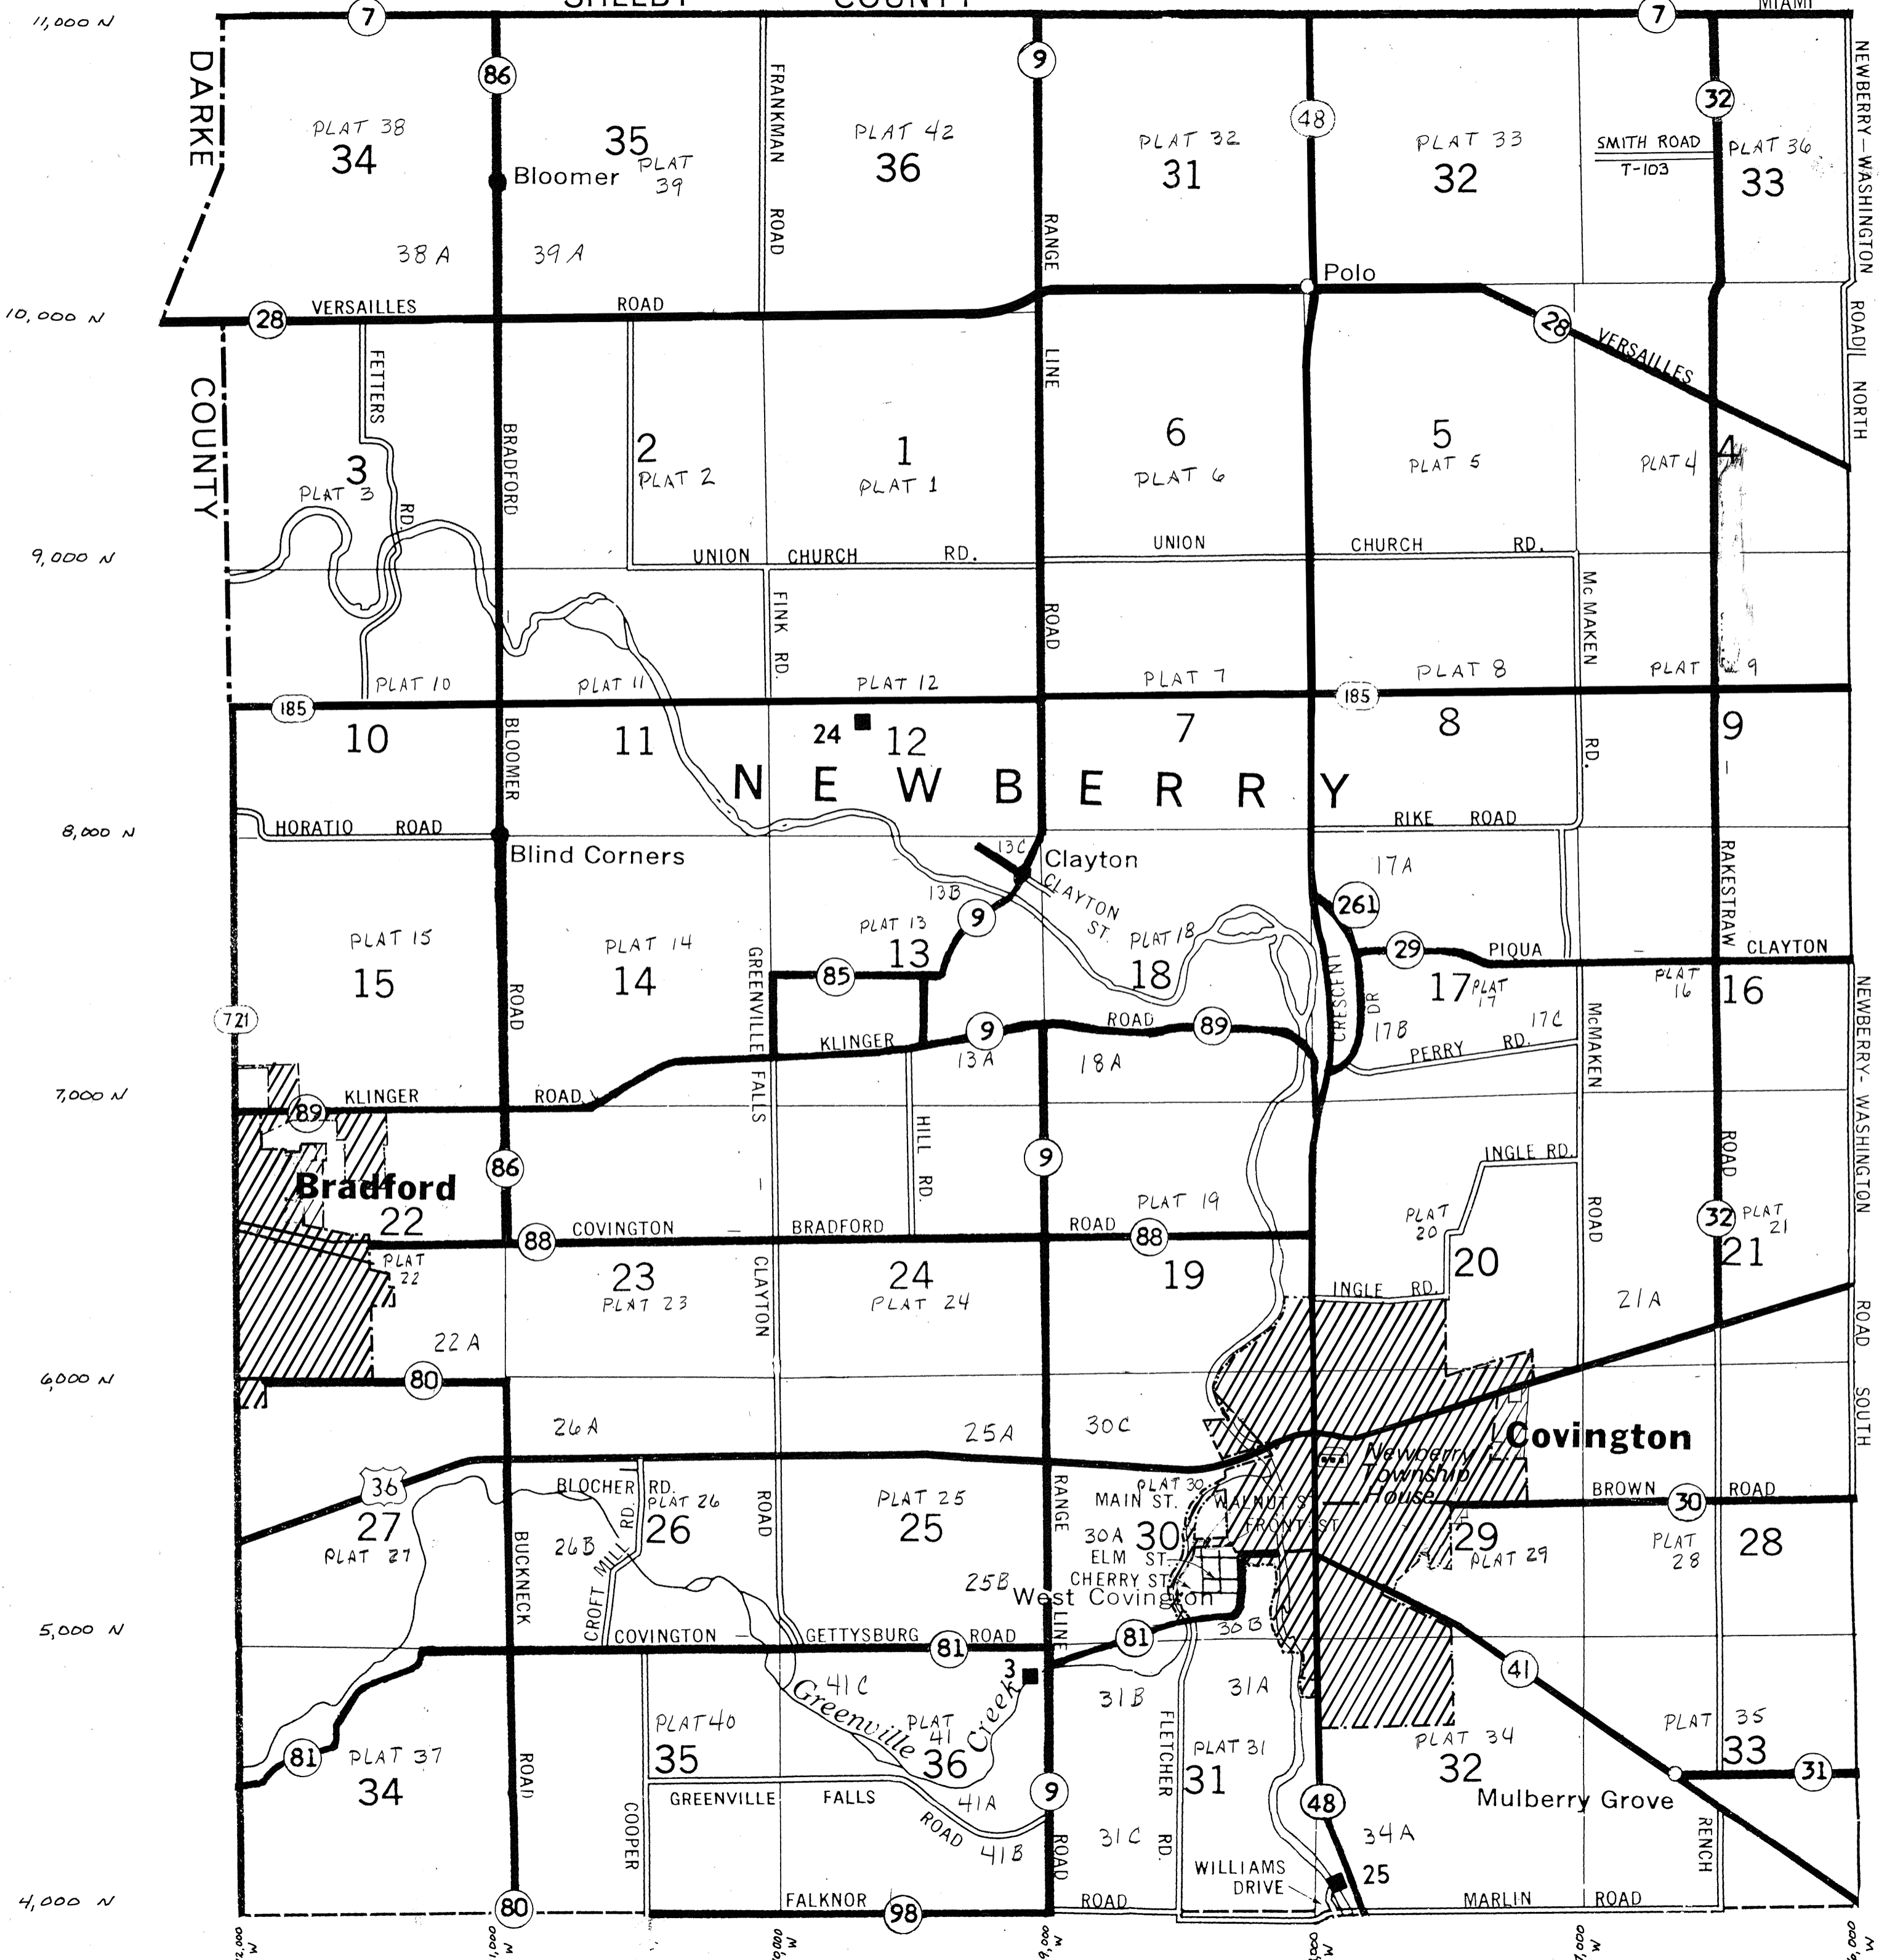 SHELBY COUNTY
MIAMI
11,000 N
7
7
DARKE
86
FRANKMAN ROAD
9
48
32
NEWBERRY-WASHINGTON ROAD NORTH
PLAT 38
34
35
PLAT
39
Bloomer
PLAT 42
36
PLAT 32
31
PLAT 33
32
SMITH ROAD
T-103
PLAT 36
33
38A
39A
RANGE LINE ROAD
Polo
10,000 N
28
VERSAILLES ROAD
28
VERSAILLES
COUNTY
FETTERS RD.
BRADFORD
3
PLAT 3
2
PLAT 2
1
PLAT 1
6
PLAT 6
5
PLAT 5
PLAT 4
4
9,000 N
UNION CHURCH RD.
UNION CHURCH RD.
FINK RD.
McMAKEN RD.
PLAT 10
PLAT 11
PLAT 12
PLAT 7
PLAT 8
PLAT 9
185
185
10
11
24
12
7
8
9
BLOOMER
NEWBERRY
8,000 N
HORATIO ROAD
RIKE ROAD
Blind Corners
13C
Clayton
CLAYTON ST.
13B
17A
RAKESTRAW
261
9
PLAT 15
15
PLAT 14
14
PLAT 13
13
PLAT 18
18
29
PIQUA - CLAYTON
85
GREENVILLE FALLS - CLAYTON ROAD
CRESCENT DR
17
PLAT
17
PLAT
16
16
721
ROAD
KLINGER
9
ROAD
89
13A
18A
17B
17C
PERRY RD.
McMAKEN ROAD
NEWBERRY-WASHINGTON ROAD SOUTH
7,000 N
89
KLINGER ROAD
HILL RD.
9
INGLE RD.
ROAD
Bradford
22
86
PLAT 19
PLAT
20
32
PLAT
21
88
COVINGTON - BRADFORD ROAD
88
PLAT
22
23
PLAT 23
24
PLAT 24
19
20
21
INGLE RD.
21A
22A
6,000 N
80
26A
25A
30C
Covington
Newberry
Township
House
36
BLOCHER RD.
PLAT 26
26
PLAT 25
25
RANGE LINE ROAD
PLAT 30
MAIN ST.
WALNUT ST
FRONT ST
BROWN ROAD
30
27
PLAT 27
BUCKNECK ROAD
26B
CROFT MILL RD.
30A
30
ELM ST.
CHERRY ST.
29
PLAT 29
PLAT
28
28
25B
West Covington
5,000 N
COVINGTON - GETTYSBURG ROAD
81
81
30B
3
41
41C
Greenville Creek
31B
31A
PLAT 40
35
PLAT
41
36
FLETCHER RD.
PLAT 31
31
PLAT 34
32
PLAT 35
33
81
PLAT 37
34
31
Mulberry Grove
GREENVILLE FALLS ROAD
41A
9
48
COOPER
41B
31C
34A
RENCH
WILLIAMS
DRIVE
25
4,000 N
80
FALKNOR ROAD
98
MARLIN ROAD